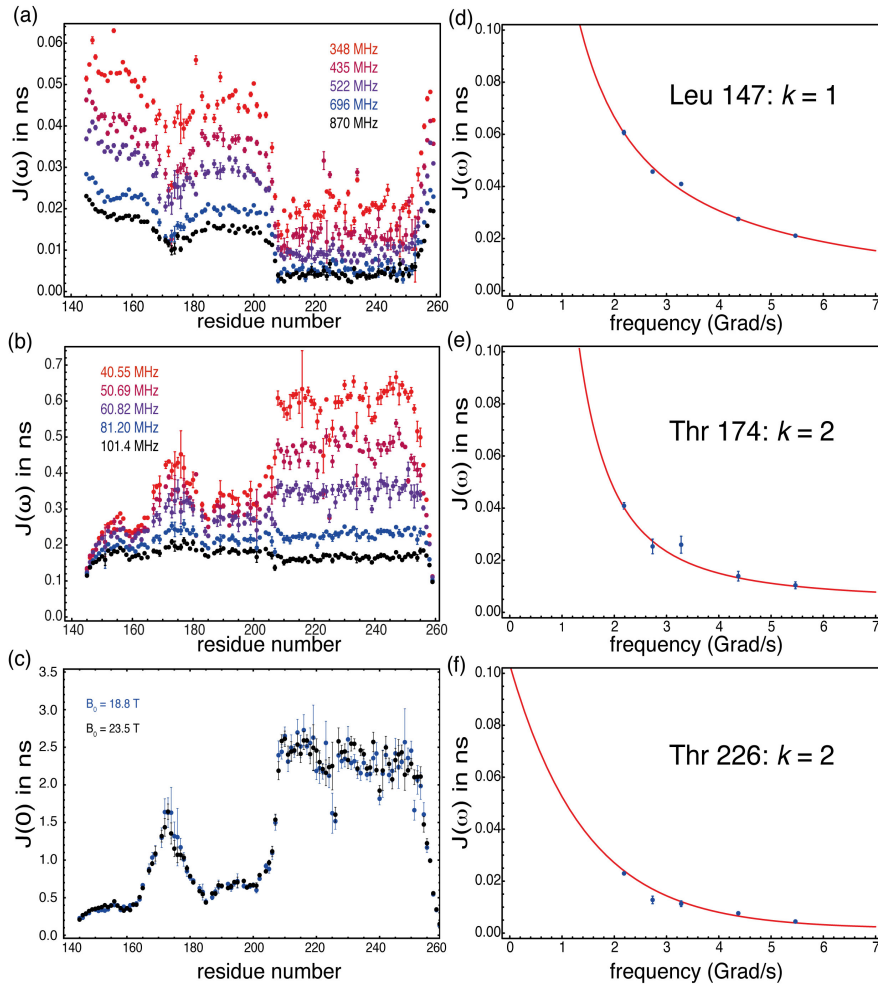 (a)
0.06
0.05
0.04
0.03
0.02
0.01
0.00
J(ω) in ns
348 MHz
435 MHz
522 MHz
696 MHz
870 MHz
140 160 180 200 220 240 260
residue number
(b)
0.7
0.6
0.5
0.4
0.3
0.2
0.1
0.0
J(ω) in ns
40.55 MHz
50.69 MHz
60.82 MHz
81.20 MHz
101.4 MHz
140 160 180 200 220 240 260
residue number
(c)
3.5
3.0
2.5
2.0
1.5
1.0
0.5
0.0
J(0) in ns
B0 = 18.8 T
B0 = 23.5 T
140 160 180 200 220 240 260
residue number
(d)
0.10
0.08
0.06
0.04
0.02
0.00
J(ω) in ns
Leu 147: k = 1
0 1 2 3 4 5 6 7
frequency (Grad/s)
(e)
0.10
0.08
0.06
0.04
0.02
0.00
J(ω) in ns
Thr 174: k = 2
0 1 2 3 4 5 6 7
frequency (Grad/s)
(f)
0.10
0.08
0.06
0.04
0.02
0.00
J(ω) in ns
Thr 226: k = 2
0 1 2 3 4 5 6 7
frequency (Grad/s)